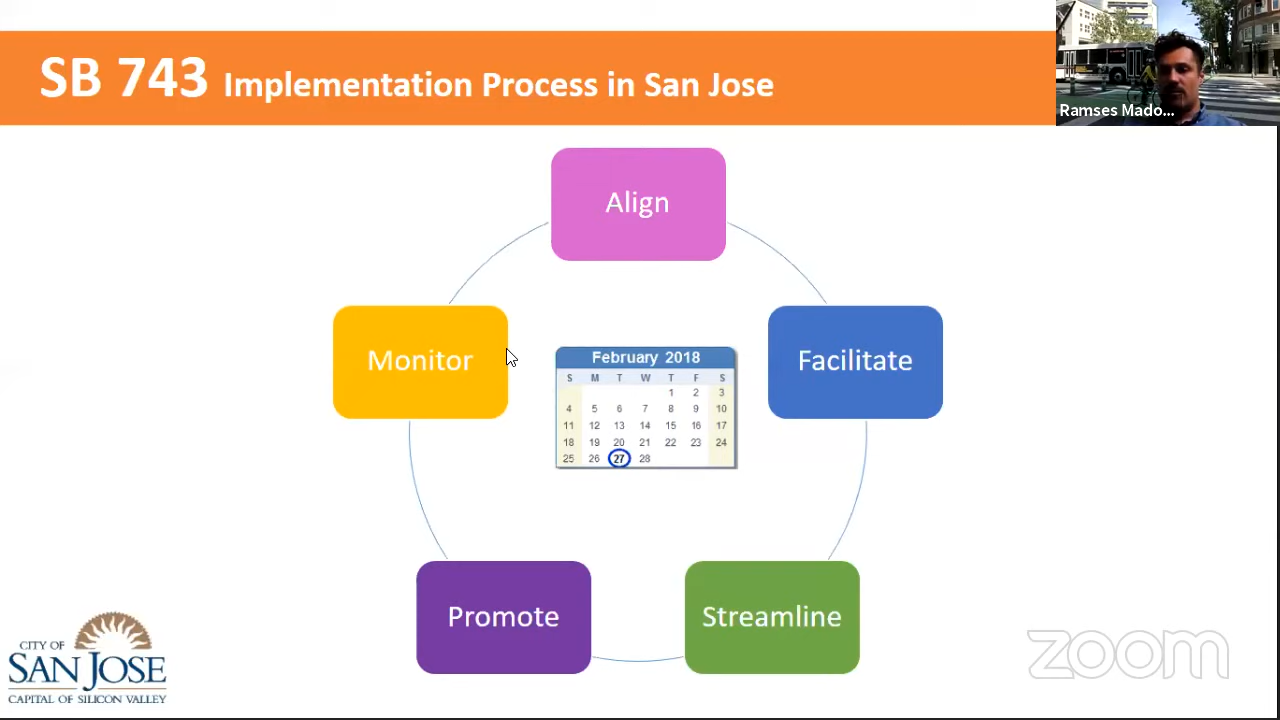 SB 743 Implementation Process in San Jose
Ramses Mado...
Align
Monitor
Facilitate
February 2018
S M T W T F S
1 2 3
4 5 6 7 8 9 10
11 12 13 14 15 16 17
18 19 20 21 22 23 24
25 26 27 28
Promote
Streamline
CITY OF
SAN JOSE
CAPITAL OF SILICON VALLEY
zoom